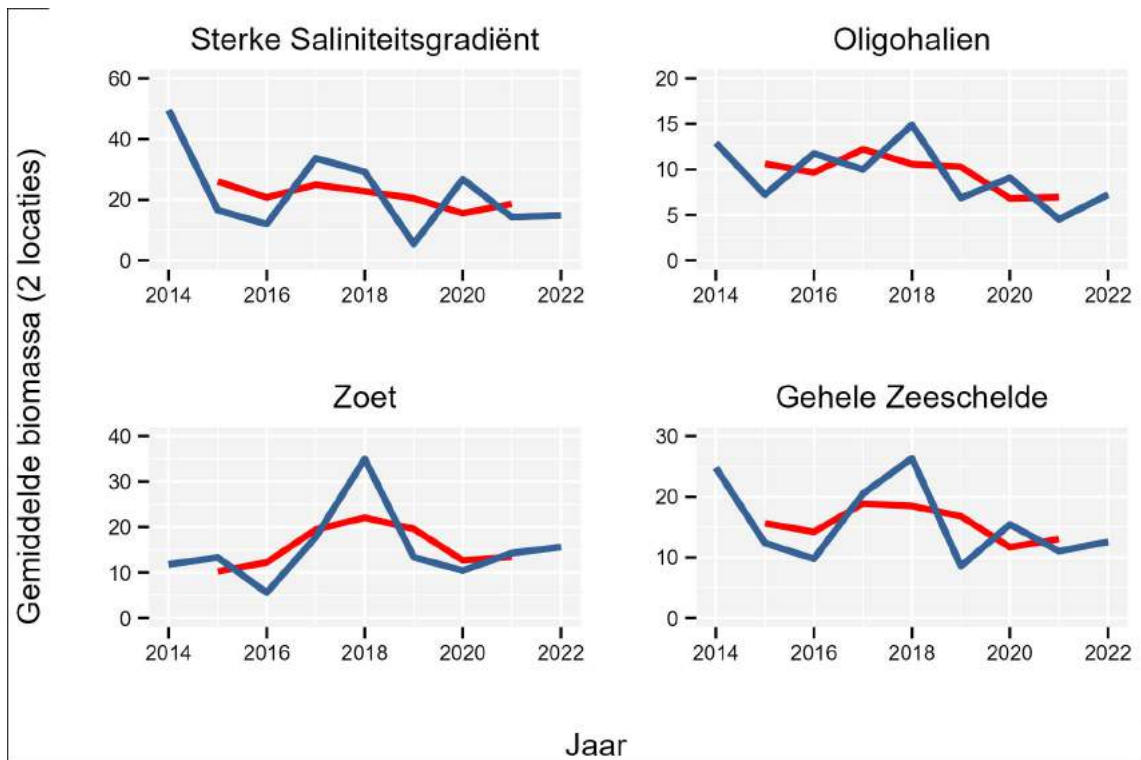 Gemiddelde biomassa (2 locaties)
Sterke Saliniteitsgradiënt
60
40
20
0
2014 2016 2018 2020 2022
Oligohalien
20
15
10
5
0
2014 2016 2018 2020 2022
Zoet
40
30
20
10
0
2014 2016 2018 2020 2022
Gehele Zeeschelde
30
20
10
0
2014 2016 2018 2020 2022
Jaar